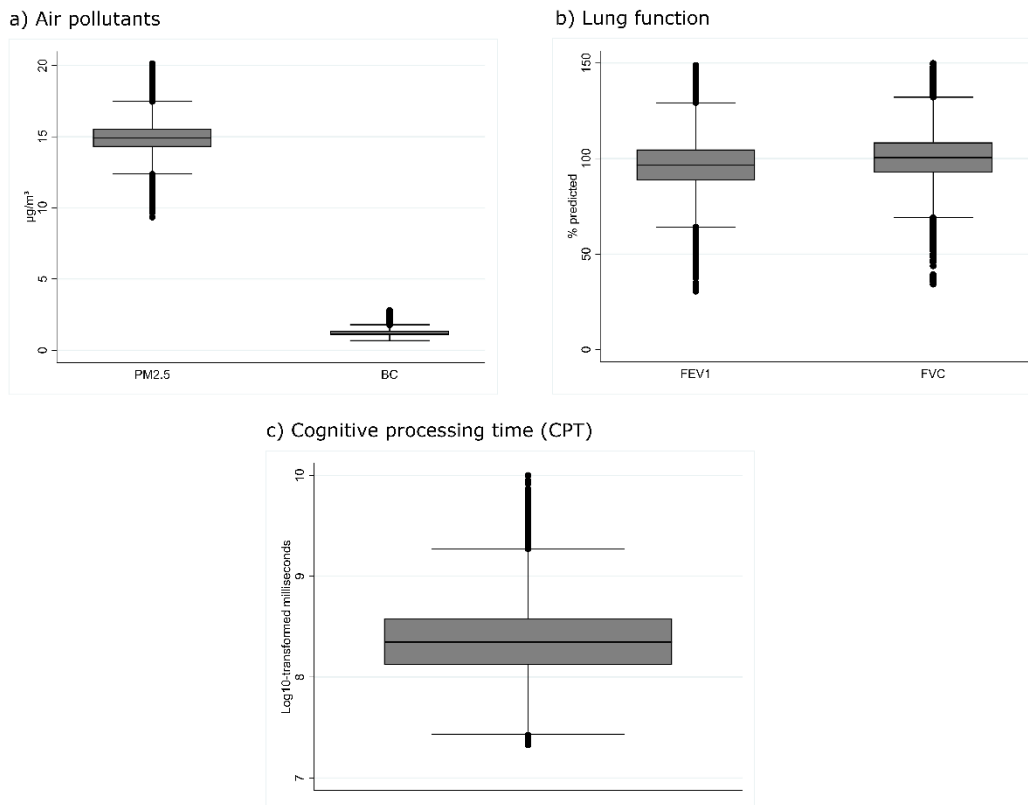 a) Air pollutants
20
15
10
5
0
µg/m³
PM2.5
BC
b) Lung function
150
100
50
0
% predicted
FEV1
FVC
c) Cognitive processing time (CPT)
10
9
8
7
Log10-transformed milliseconds